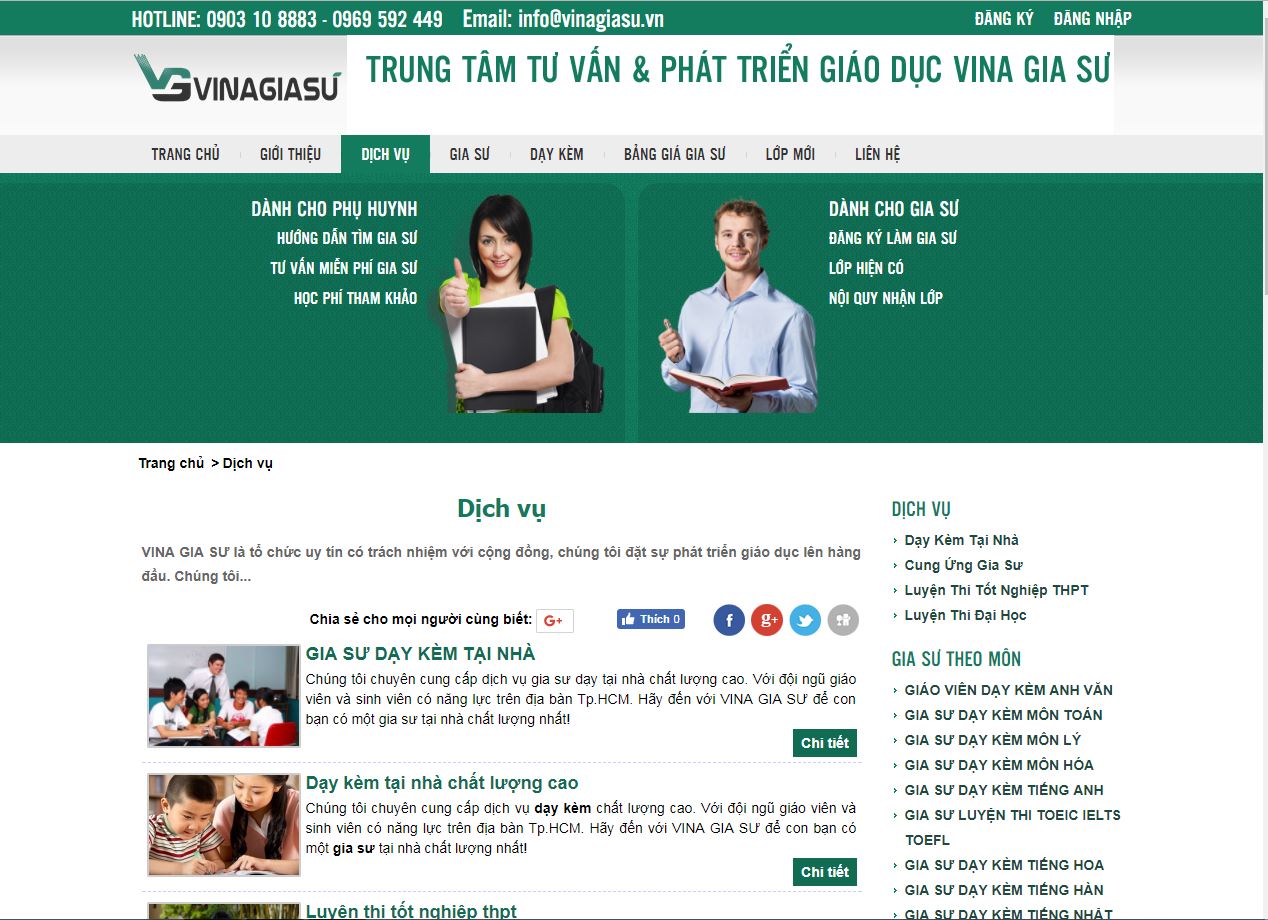 HOTLINE: 0903 10 8883 - 0969 592 449 Email: info@vinagiasu.vn
ĐĂNG KÝ ĐĂNG NHẬP
VINAGIASƯ
TRUNG TÂM TƯ VẤN & PHÁT TRIỂN GIÁO DỤC VINA GIA SƯ
TRANG CHỦ GIỚI THIỆU DỊCH VỤ GIA SƯ DẠY KÈM BẢNG GIÁ GIA SƯ LỚP MỚI LIÊN HỆ
DÀNH CHO PHỤ HUYNH
HƯỚNG DẪN TÌM GIA SƯ
TƯ VẤN MIỄN PHÍ GIA SƯ
HỌC PHÍ THAM KHẢO
DÀNH CHO GIA SƯ
ĐĂNG KÝ LÀM GIA SƯ
LỚP HIỆN CÓ
NỘI QUY NHẬN LỚP
Trang chủ > Dịch vụ
Dịch vụ
VINA GIA SƯ là tổ chức uy tín có trách nhiệm với cộng đồng, chúng tôi đặt sự phát triển giáo dục lên hàng
đầu. Chúng tôi...
Chia sẻ cho mọi người cùng biết: G+ Thích 0
GIA SƯ DẠY KÈM TẠI NHÀ
Chúng tôi chuyên cung cấp dịch vụ gia sư dạy tại nhà chất lượng cao. Với đội ngũ giáo
viên và sinh viên có năng lực trên địa bàn Tp.HCM. Hãy đến với VINA GIA SƯ để con
bạn có một gia sư tại nhà chất lượng nhất!
Chi tiết
Dạy kèm tại nhà chất lượng cao
Chúng tôi chuyên cung cấp dịch vụ dạy kèm chất lượng cao. Với đội ngũ giáo viên và
sinh viên có năng lực trên địa bàn Tp.HCM. Hãy đến với VINA GIA SƯ để con bạn có
một gia sư tại nhà chất lượng nhất!
Chi tiết
Luyện thi tốt nghiệp thpt
DỊCH VỤ
Dạy Kèm Tại Nhà
Cung Ứng Gia Sư
Luyện Thi Tốt Nghiệp THPT
Luyện Thi Đại Học
GIA SƯ THEO MÔN
GIÁO VIÊN DẠY KÈM ANH VĂN
GIA SƯ DẠY KÈM MÔN TOÁN
GIA SƯ DẠY KÈM MÔN LÝ
GIA SƯ DẠY KÈM MÔN HÓA
GIA SƯ DẠY KÈM TIẾNG ANH
GIA SƯ LUYỆN THI TOEIC IELTS
TOEFL
GIA SƯ DẠY KÈM TIẾNG HOA
GIA SƯ DẠY KÈM TIẾNG HÀN
GIA SƯ DẠY KÈM TIẾNG NHẬT